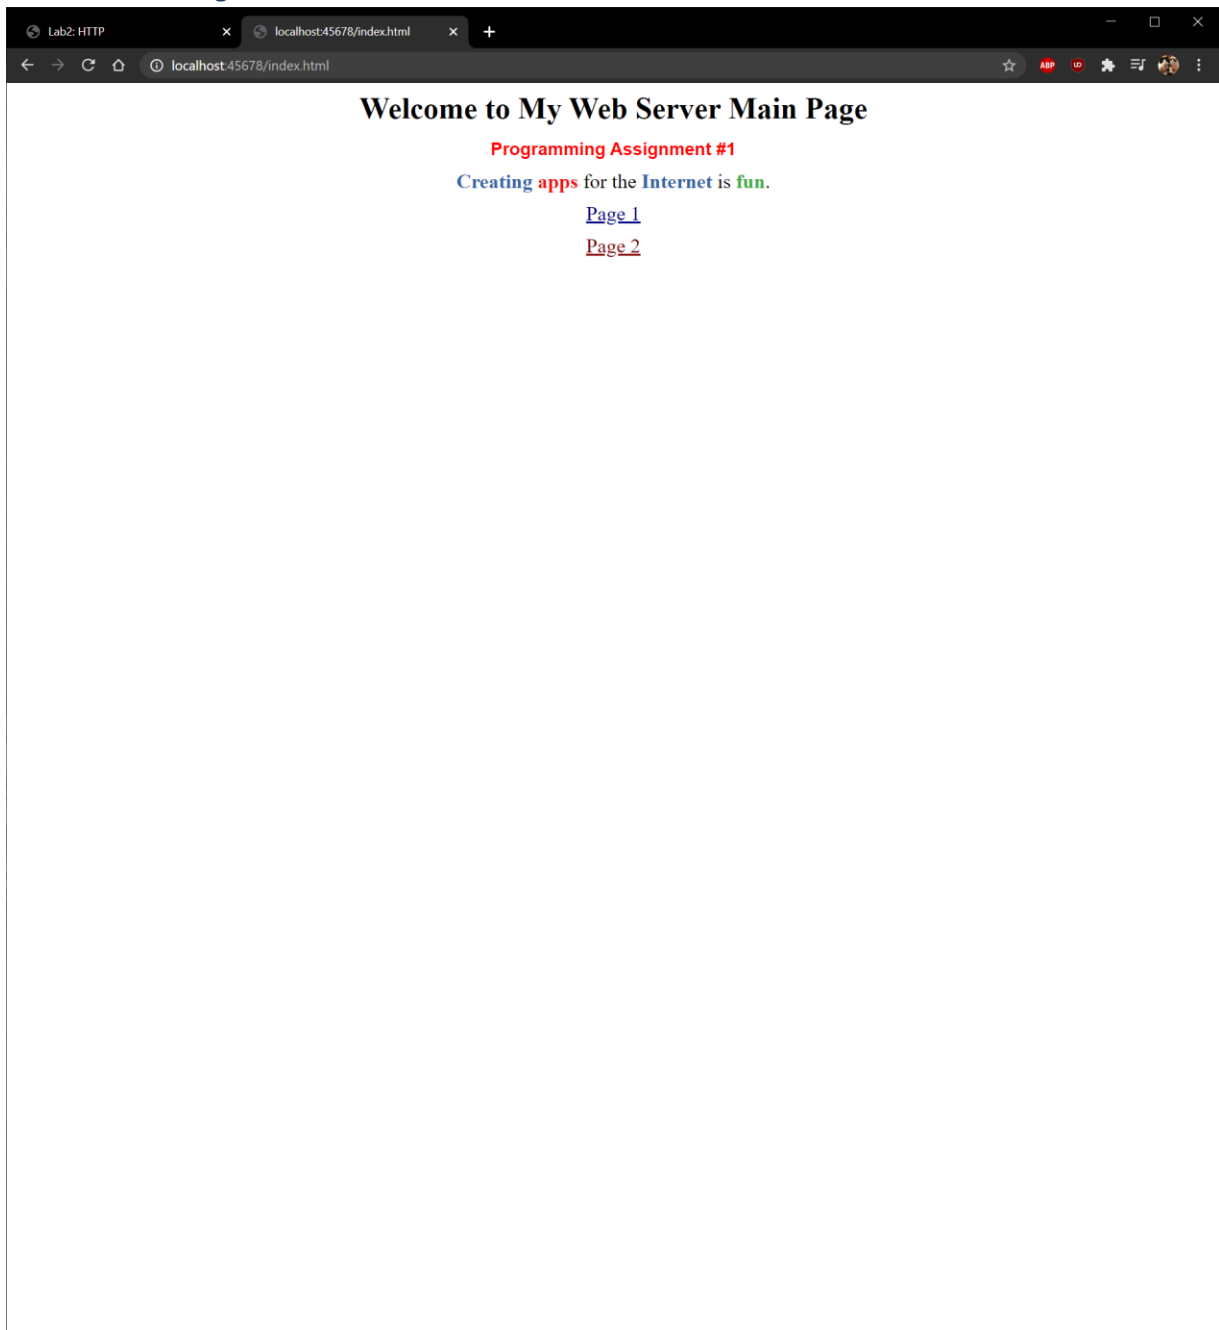 Lab2: HTTP
localhost:45678/index.html
localhost:45678/index.html
ABP
UD
Welcome to My Web Server Main Page
Programming Assignment #1
Creating apps for the Internet is fun.
Page 1
Page 2